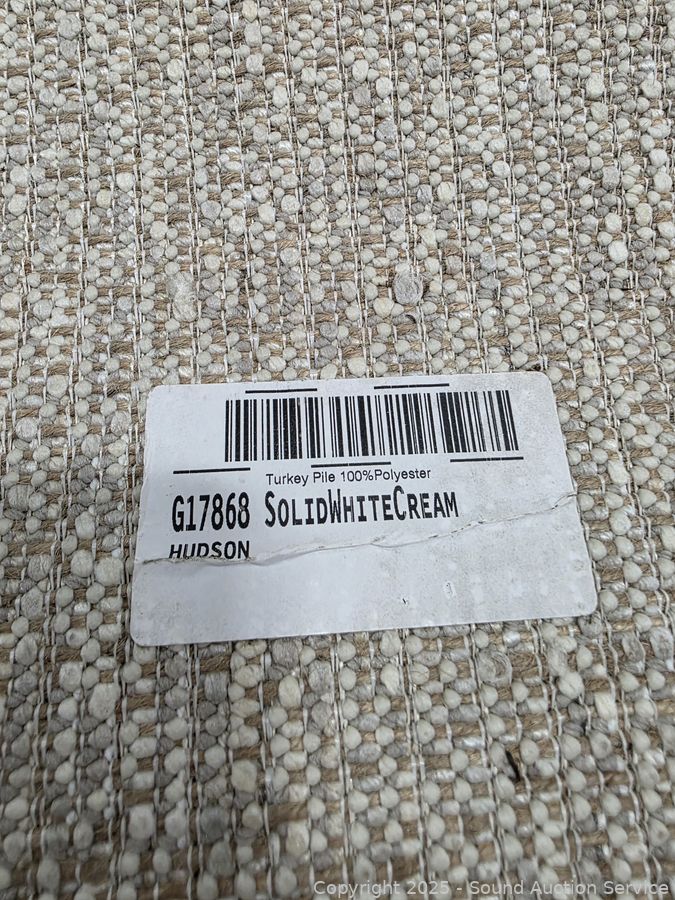 Turkey Pile 100%Polyester
G17868 SOLIDWHITECREAM
HUDSON
Copyright 2025 - Sound Auction Service